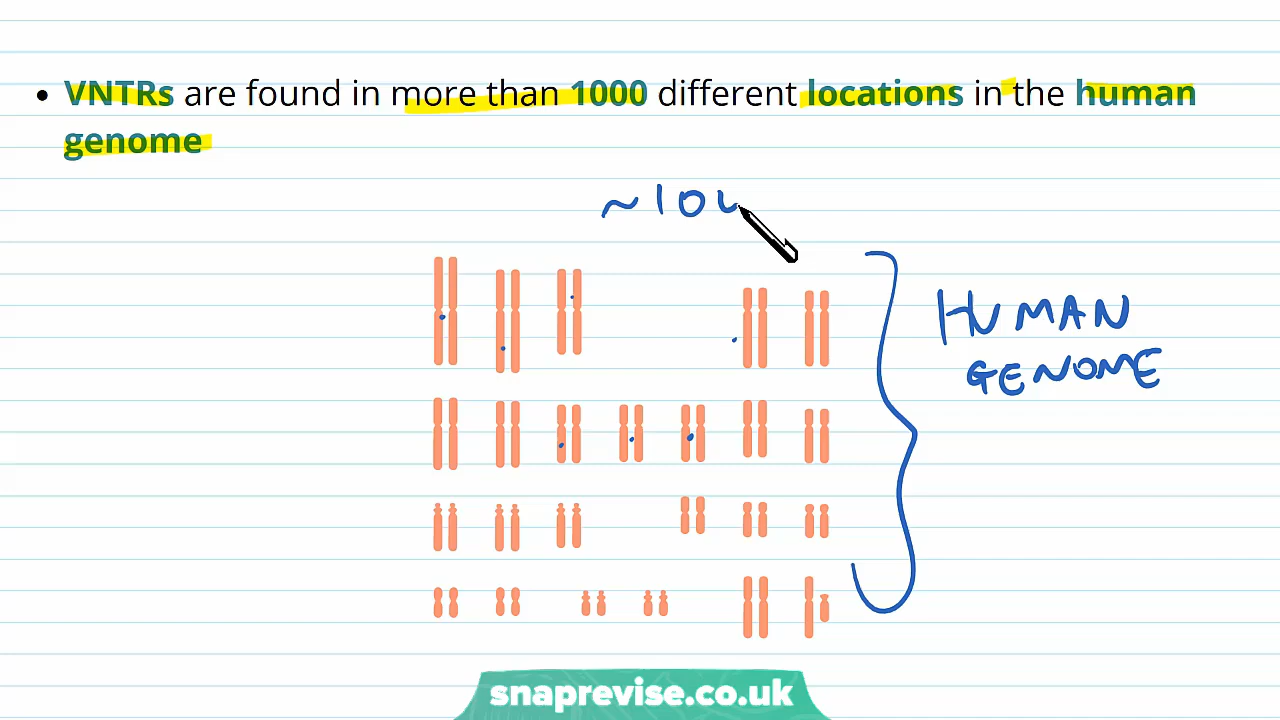 • VNTRs are found in more than 1000 different locations in the human
genome
~10
HUMAN
GENOME
snaprevise.co.uk